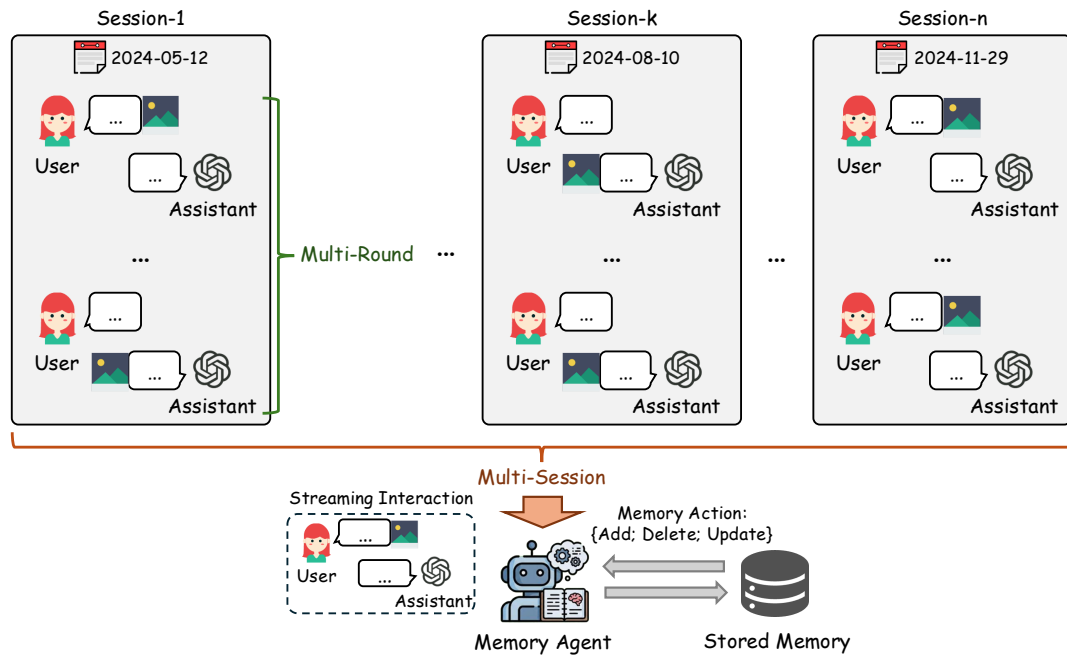 Session-1
2024-05-12
...
User
...
Assistant
...
...
User
...
Assistant
Multi-Round
...
Session-k
2024-08-10
...
User
...
Assistant
...
...
User
...
Assistant
...
Session-n
2024-11-29
...
User
...
Assistant
...
...
User
...
Assistant
Multi-Session
Streaming Interaction
...
User
...
Assistant
Memory Action:
{Add; Delete; Update}
Memory Agent
Stored Memory